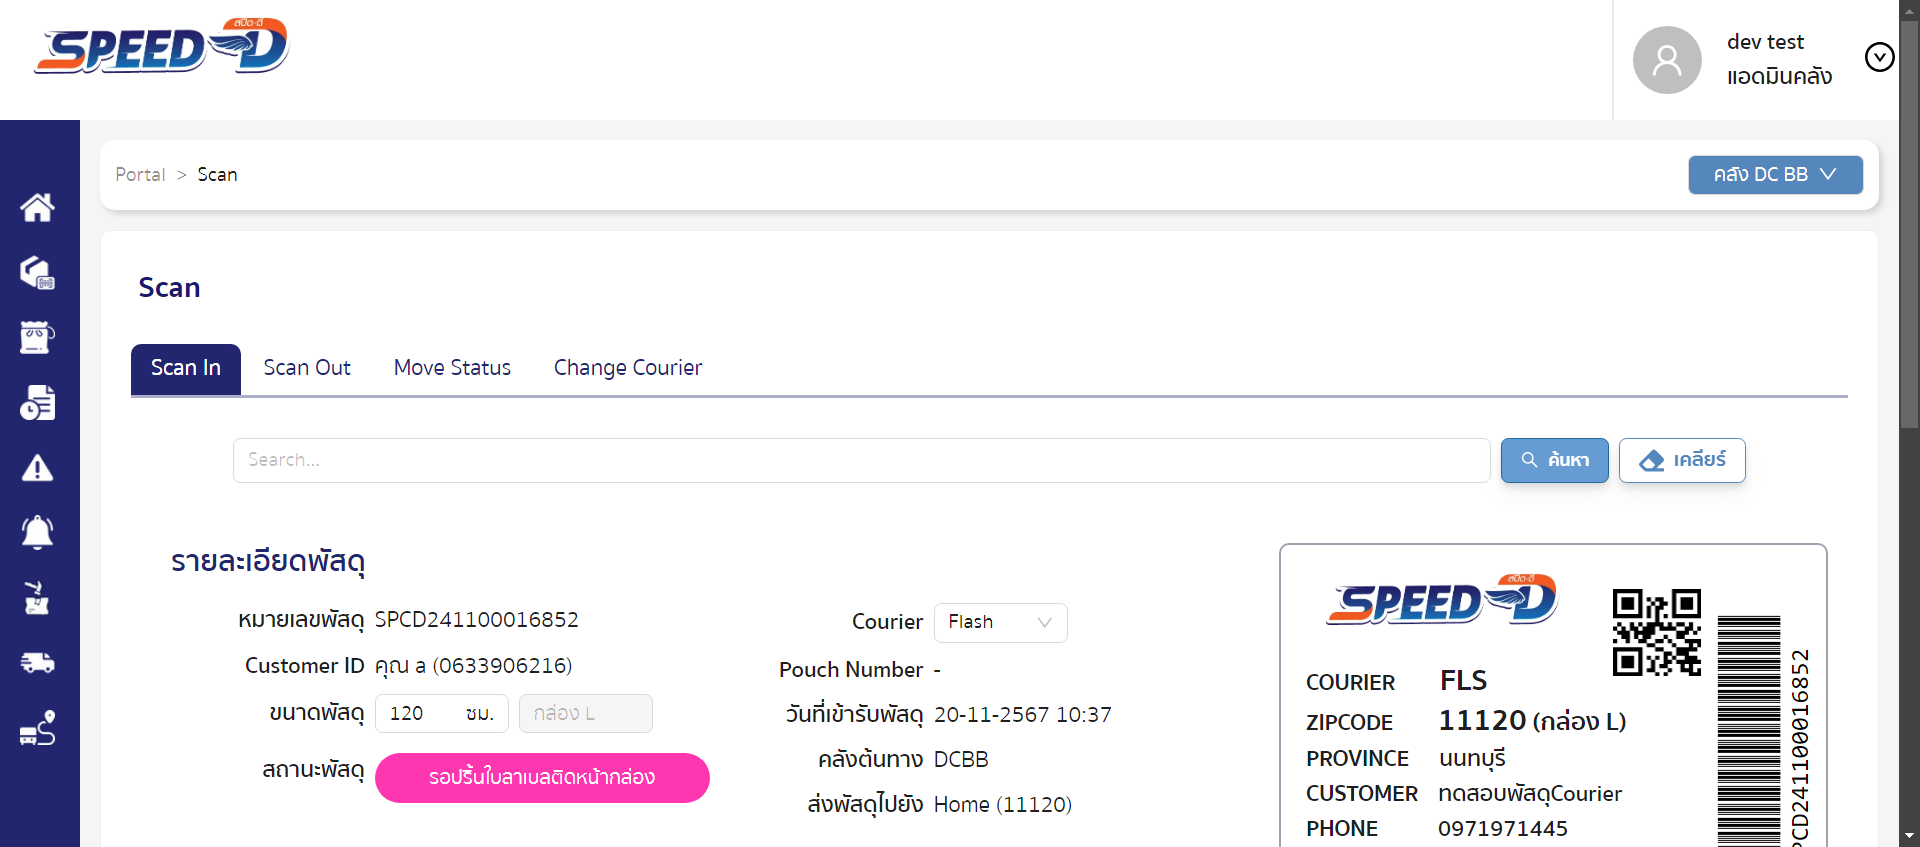 SPEED-D
สปีด-ดี
dev test
แอดมินคลัง
Portal > Scan
คลัง DC BB
Scan
Scan In
Scan Out
Move Status
Change Courier
Search...
ค้นหา
เคลียร์
รายละเอียดพัสดุ
หมายเลขพัสดุ SPCD241100016852
Customer ID คุณ a (0633906216)
ขนาดพัสดุ 120 ซม. กล่อง L
สถานะพัสดุ รอปริ้นใบลาเบลติดหน้ากล่อง
Courier Flash
Pouch Number -
วันที่เข้ารับพัสดุ 20-11-2567 10:37
คลังต้นทาง DCBB
ส่งพัสดุไปยัง Home (11120)
SPEED-D
สปีด-ดี
COURIER FLS
ZIPCODE 11120 (กล่อง L)
PROVINCE นนทบุรี
CUSTOMER ทดสอบพัสดุCourier
PHONE 0971971445
PCD241100016852